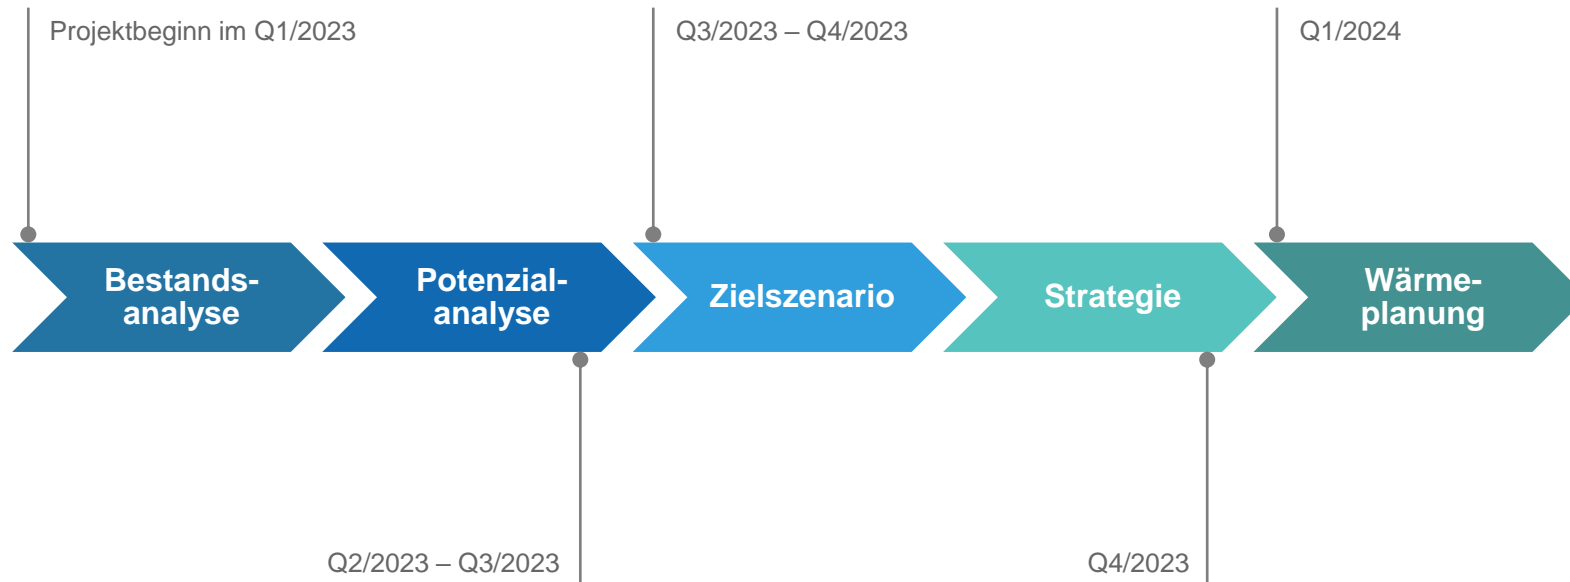 Projektbeginn im Q1/2023
Q3/2023 – Q4/2023
Q1/2024
Bestands-
analyse
Potenzial-
analyse
Zielszenario
Strategie
Wärme-
planung
Q2/2023 – Q3/2023
Q4/2023